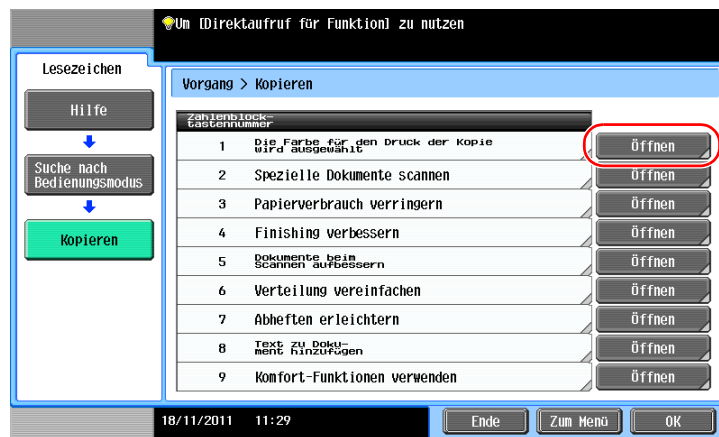 Um [Direktaufruf für Funktion] zu nutzen
Lesezeichen
Hilfe
Suche nach
Bedienungsmodus
Kopieren
Vorgang > Kopieren
Zahlenblock-
tastennummer
1 Die Farbe für den Druck der Kopie
wird ausgewählt
Öffnen
2 Spezielle Dokumente scannen Öffnen
3 Papierverbrauch verringern Öffnen
4 Finishing verbessern Öffnen
5 Dokumente beim
Scannen aufbessern
Öffnen
6 Verteilung vereinfachen Öffnen
7 Abheften erleichtern Öffnen
8 Text zu Doku-
ment hinzufügen
Öffnen
9 Komfort-Funktionen verwenden Öffnen
18/11/2011 11:29 Ende Zum Menü OK